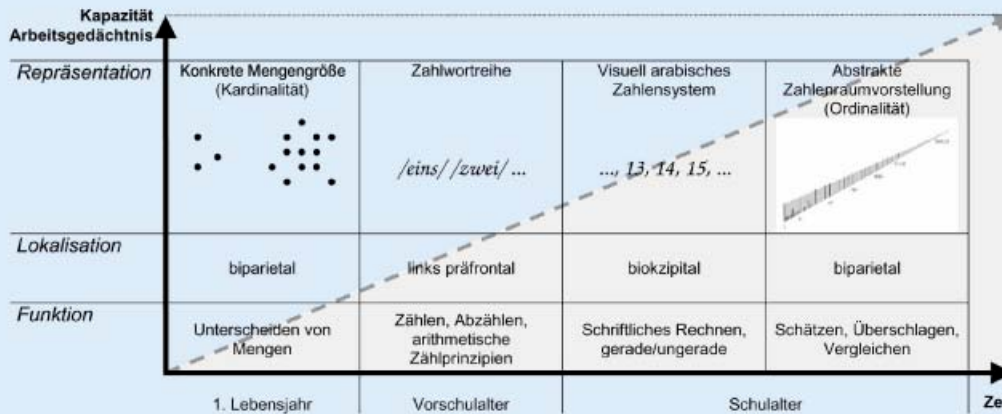 Kapazität
Arbeitsgedächtnis
Repräsentation
Konkrete Mengengröße
(Kardinalität)
Zahlwortreihe
/eins/ /zwei/ ...
Visuell arabisches
Zahlensystem
..., 13, 14, 15, ...
Abstrakte
Zahlenraumvorstellung
(Ordinalität)
Lokalisation
biparietal
links präfrontal
biokzipital
biparietal
Funktion
Unterscheiden von
Mengen
Zählen, Abzählen,
arithmetische
Zählprinzipien
Schriftliches Rechnen,
gerade/ungerade
Schätzen, Überschlagen,
Vergleichen
1. Lebensjahr
Vorschulalter
Schulalter
Ze